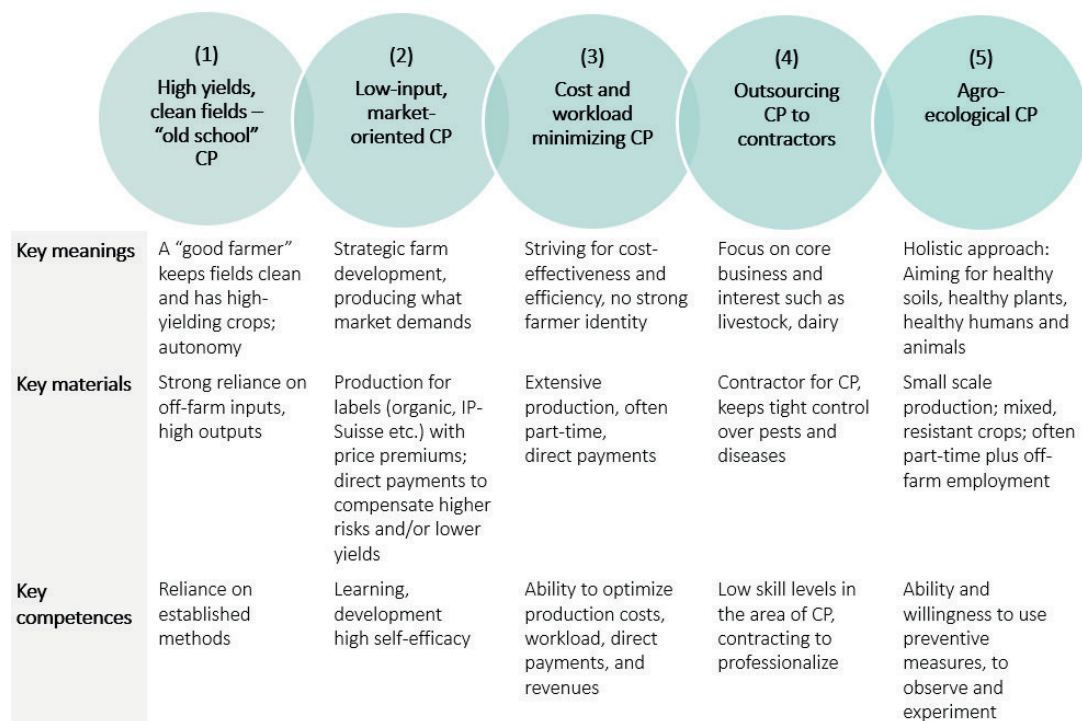 (1)
High yields,
clean fields –
“old school”
CP
(2)
Low-input,
market-
oriented CP
(3)
Cost and
workload
minimizing CP
(4)
Outsourcing
CP to
contractors
(5)
Agro-
ecological CP
Key meanings
A “good farmer”
keeps fields clean
and has high-
yielding crops;
autonomy
Strategic farm
development,
producing what
market demands
Striving for cost-
effectiveness and
efficiency, no strong
farmer identity
Focus on core
business and
interest such as
livestock, dairy
Holistic approach:
Aiming for healthy
soils, healthy plants,
healthy humans and
animals
Key materials
Strong reliance on
off-farm inputs,
high outputs
Production for
labels (organic, IP-
Suisse etc.) with
price premiums;
direct payments to
compensate higher
risks and/or lower
yields
Extensive
production, often
part-time,
direct payments
Contractor for CP,
keeps tight control
over pests and
diseases
Small scale
production; mixed,
resistant crops; often
part-time plus off-
farm employment
Key
competences
Reliance on
established
methods
Learning,
development
high self-efficacy
Ability to optimize
production costs,
workload, direct
payments, and
revenues
Low skill levels in
the area of CP,
contracting to
professionalize
Ability and
willingness to use
preventive
measures, to
observe and
experiment